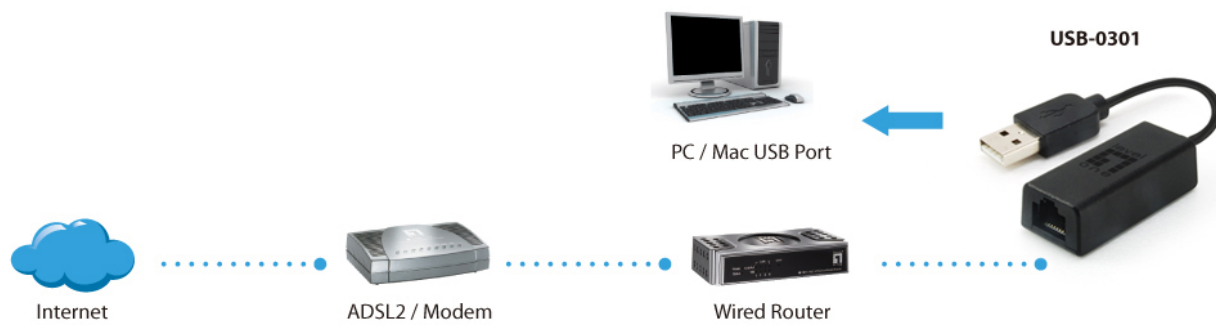 USB-0301
PC / Mac USB Port
Internet
ADSL2 / Modem
Wired Router